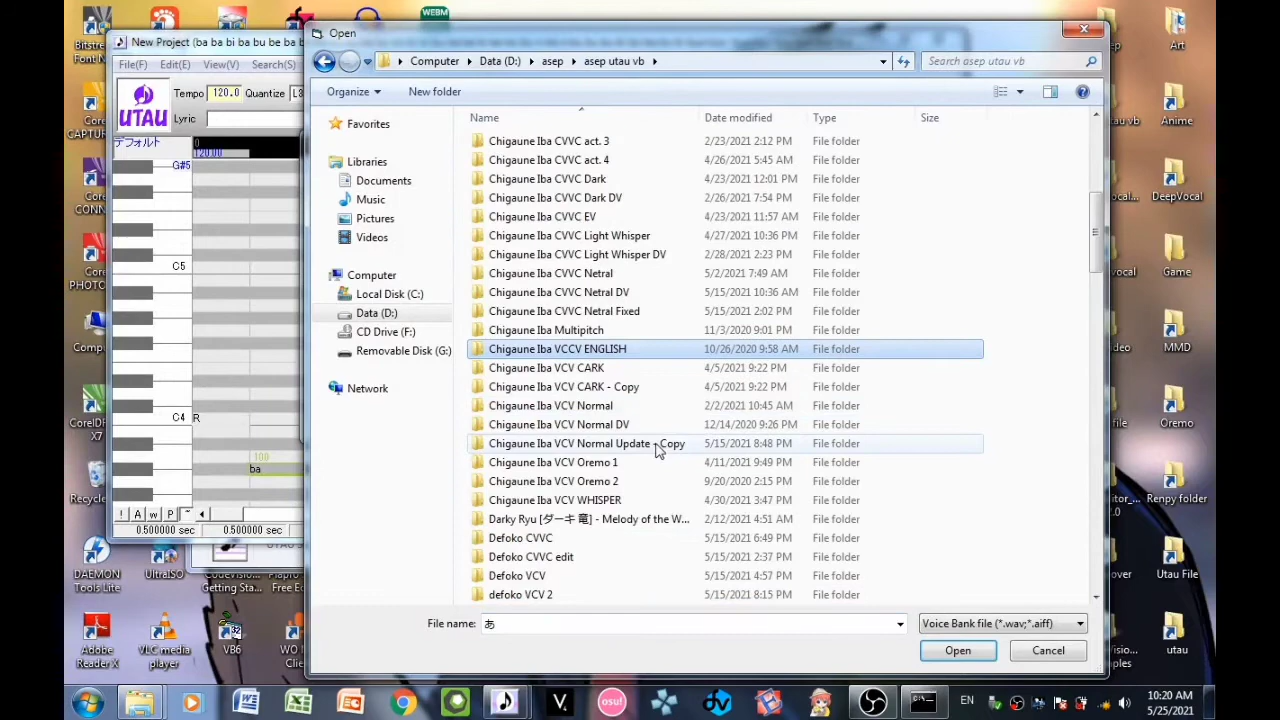 WEBM
Open
New Project (ba ba bi ba bu be ba b
File(F) Edit(E) View(V) Search(S)
UTAU
Tempo 120.0 Quantize
Lyric
デフォルト
0
120.00
G#5
C5
C4
R
100
ba
! A w P ~
0.500000 sec 0.500000 sec
Computer Data (D:) asep asep utau vb
Search asep utau vb
Organize New folder
Favorites
Libraries
Documents
Music
Pictures
Videos
Computer
Local Disk (C:)
Data (D:)
CD Drive (F:)
Removable Disk (G:)
Network
Name Date modified Type Size
Chigaune Iba CVVC act. 3 2/23/2021 2:12 PM File folder
Chigaune Iba CVVC act. 4 4/26/2021 5:45 AM File folder
Chigaune Iba CVVC Dark 4/23/2021 12:01 PM File folder
Chigaune Iba CVVC Dark DV 2/26/2021 7:54 PM File folder
Chigaune Iba CVVC EV 4/23/2021 11:57 AM File folder
Chigaune Iba CVVC Light Whisper 4/27/2021 10:36 PM File folder
Chigaune Iba CVVC Light Whisper DV 2/28/2021 2:23 PM File folder
Chigaune Iba CVVC Netral 5/2/2021 7:49 AM File folder
Chigaune Iba CVVC Netral DV 5/15/2021 10:36 AM File folder
Chigaune Iba CVVC Netral Fixed 5/15/2021 2:02 PM File folder
Chigaune Iba Multipitch 11/3/2020 9:01 PM File folder
Chigaune Iba VCCV ENGLISH 10/26/2020 9:58 AM File folder
Chigaune Iba VCV CARK 4/5/2021 9:22 PM File folder
Chigaune Iba VCV CARK - Copy 4/5/2021 9:22 PM File folder
Chigaune Iba VCV Normal 2/2/2021 10:45 AM File folder
Chigaune Iba VCV Normal DV 12/14/2020 9:26 PM File folder
Chigaune Iba VCV Normal Update - Copy 5/15/2021 8:48 PM File folder
Chigaune Iba VCV Oremo 1 4/11/2021 9:49 PM File folder
Chigaune Iba VCV Oremo 2 9/20/2020 2:15 PM File folder
Chigaune Iba VCV WHISPER 4/30/2021 3:47 PM File folder
Darky Ryu [ダーキ 竜] - Melody of the W... 2/12/2021 4:51 AM File folder
Defoko CVVC 5/15/2021 6:49 PM File folder
Defoko CVVC edit 5/15/2021 2:37 PM File folder
Defoko VCV 5/15/2021 4:57 PM File folder
defoko VCV 2 5/15/2021 8:15 PM File folder
File name: あ
Voice Bank file (*.wav;*.aiff)
Open Cancel
Art
Anime
DeepVocal
Game
MMD
Oremo
Renpy folder
Utau File
utau
DAEMON
Tools Lite
UltraISO
Getting Sta...
Adobe
Reader X
VLC media
player
VB6
EN
10:20 AM
5/25/2021